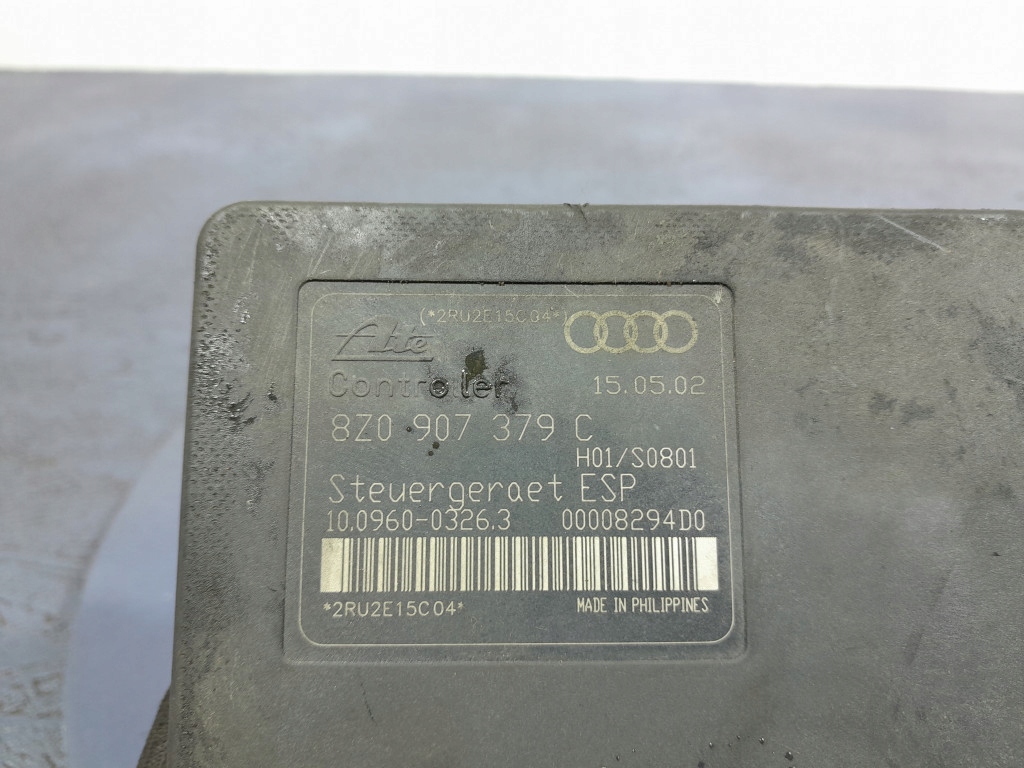 (*2RU2E15C04*)
Ate
Controller 15.05.02
8Z0 907 379 C
H01/S0801
Steuergeraet ESP
10.0960-0326.3 00008294D0
*2RU2E15C04* MADE IN PHILIPPINES